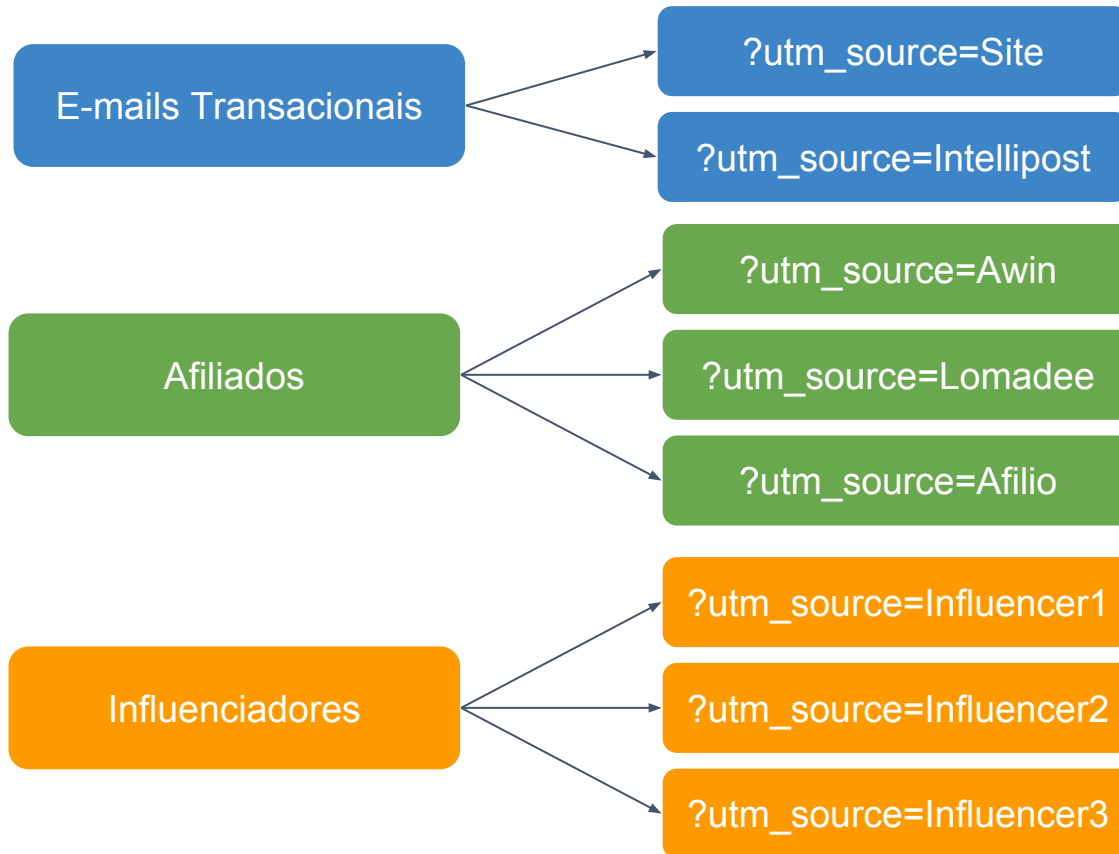 E-mails Transacionais
?utm_source=Site
?utm_source=Intellipost
Afiliados
?utm_source=Awin
?utm_source=Lomadee
?utm_source=Afilio
Influenciadores
?utm_source=Influencer1
?utm_source=Influencer2
?utm_source=Influencer3